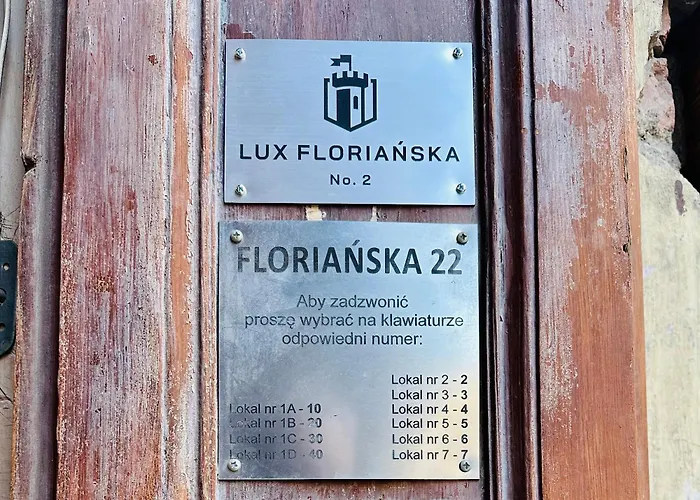 LUX FLORIAŃSKA
No. 2
FLORIAŃSKA 22
Aby zadzwonić
proszę wybrać na klawiaturze
odpowiedni numer:
Lokal nr 1A - 10
Lokal nr 1B - 20
Lokal nr 1C - 30
Lokal nr 1D - 40
Lokal nr 2 - 2
Lokal nr 3 - 3
Lokal nr 4 - 4
Lokal nr 5 - 5
Lokal nr 6 - 6
Lokal nr 7 - 7